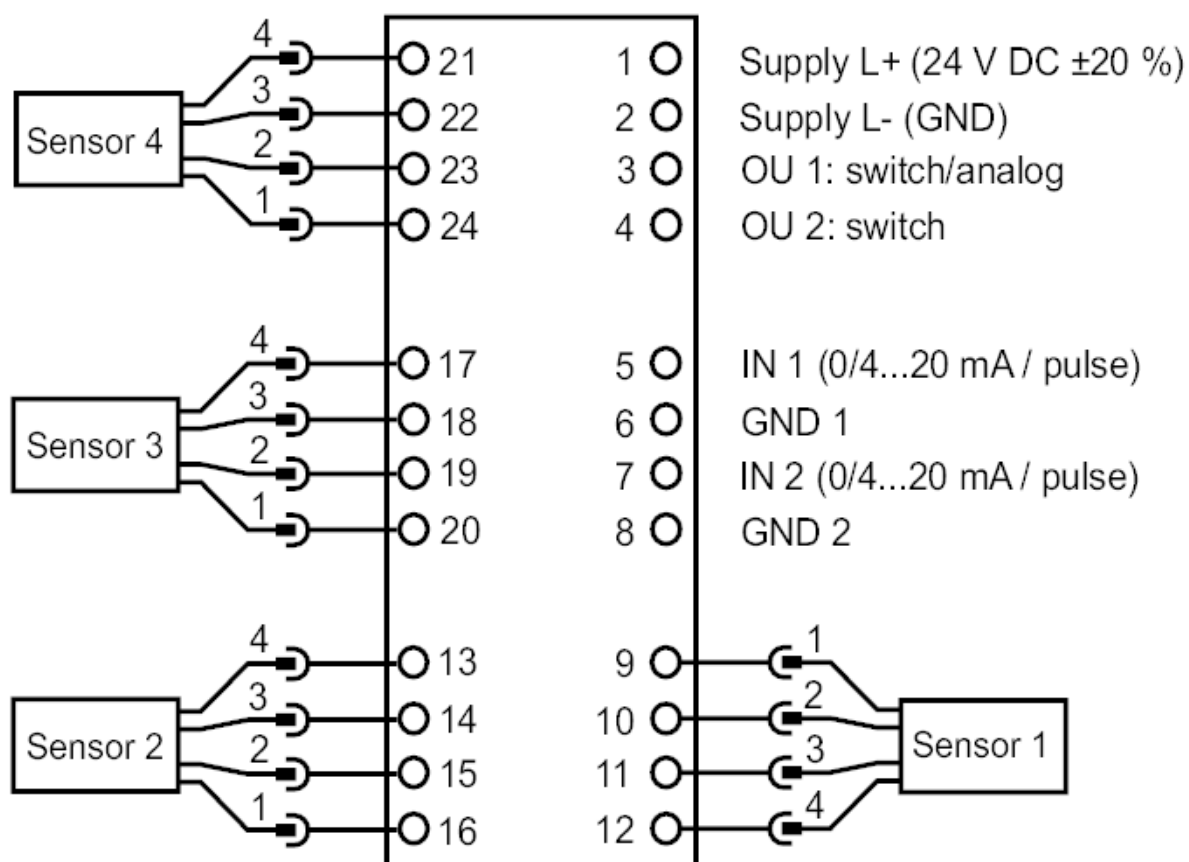 4 21 1 Supply L+ (24 V DC ±20 %)
3 22 2 Supply L- (GND)
Sensor 4
2 23 3 OU 1: switch/analog
1 24 4 OU 2: switch
4 17 5 IN 1 (0/4...20 mA / pulse)
3 18 6 GND 1
Sensor 3
2 19 7 IN 2 (0/4...20 mA / pulse)
1 20 8 GND 2
4 13 9 1
3 14 10 2
Sensor 2 Sensor 1
2 15 11 3
1 16 12 4